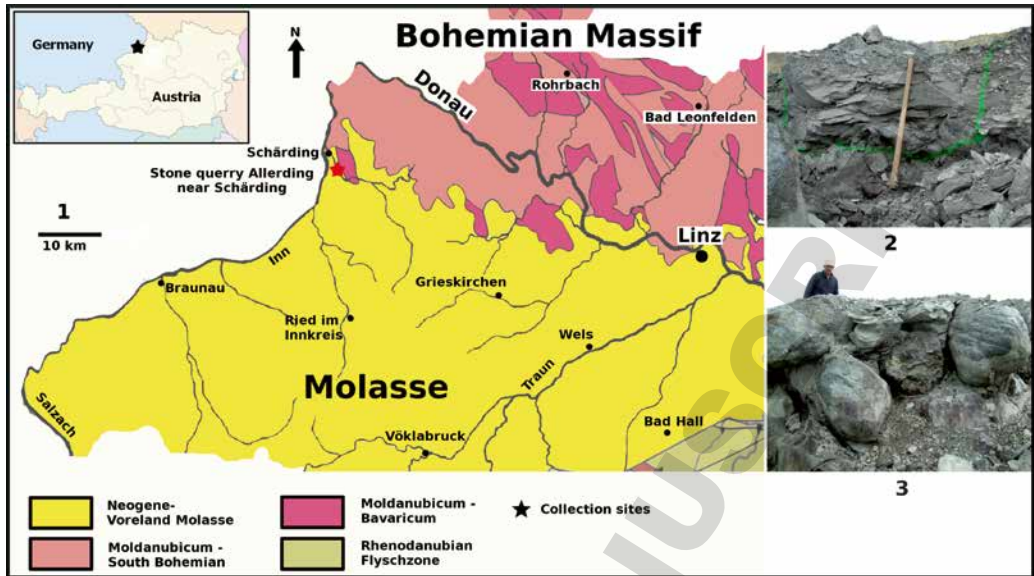 Germany
Austria
N
Bohemian Massif
Donau
Rohrbach
Bad Leonfelden
Schärding
Stone querry Allerding
near Schärding
1
10 km
Inn
Linz
Braunau
Grieskirchen
Ried im
Innkreis
Wels
Molasse
Traun
Salzach
Vöklabruck
Bad Hall
2
3
Neogene-
Voreland Molasse
Moldanubicum -
South Bohemian
Moldanubicum -
Bavaricum
Rhenodanubian
Flyschzone
Collection sites